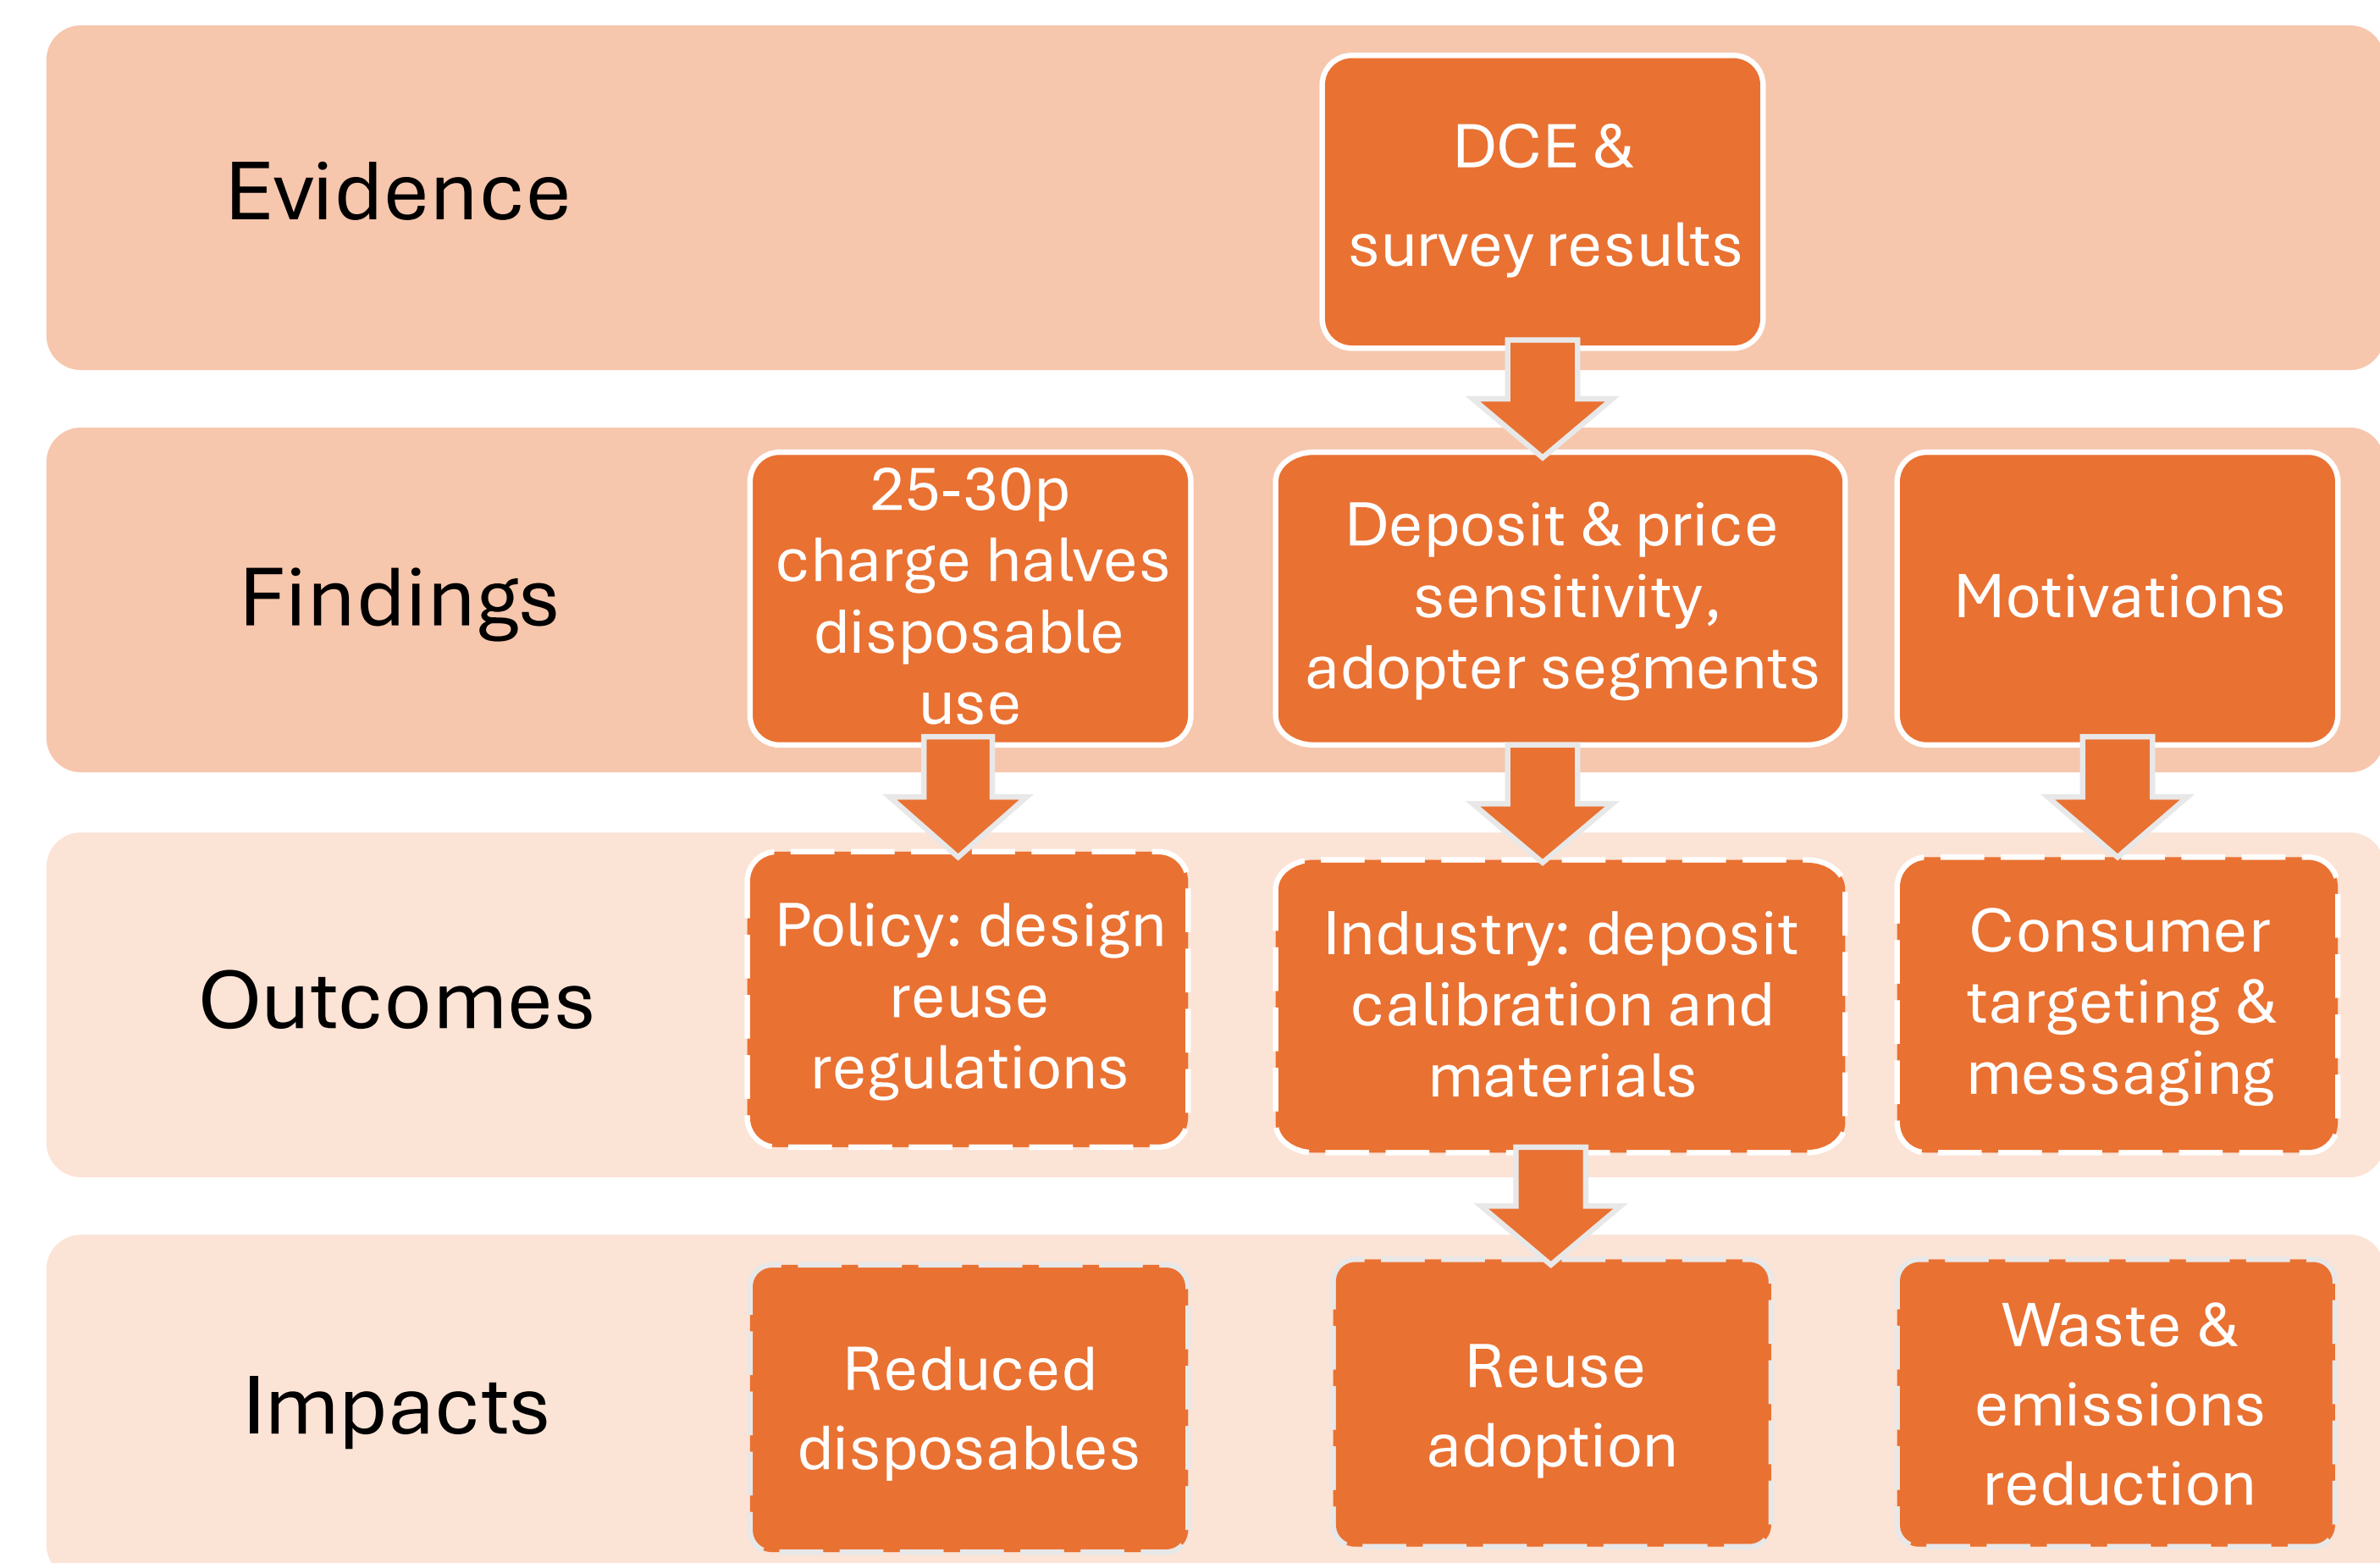 Evidence
DCE &
survey results
Findings
25-30p
charge halves
disposable
use
Deposit & price
sensitivity,
adopter segments
Motivations
Outcomes
Policy: design
reuse
regulations
Industry: deposit
calibration and
materials
Consumer
targeting &
messaging
Impacts
Reduced
disposables
Reuse
adoption
Waste &
emissions
reduction